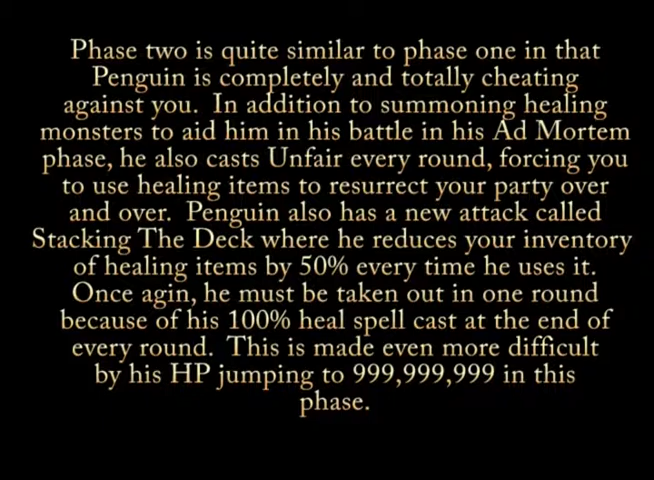 Phase two is quite similar to phase one in that
Penguin is completely and totally cheating
against you.  In addition to summoning healing
monsters to aid him in his battle in his Ad Mortem
phase, he also casts Unfair every round, forcing you
to use healing items to resurrect your party over
and over.  Penguin also has a new attack called
Stacking The Deck where he reduces your inventory
of healing items by 50% every time he uses it.
Once agin, he must be taken out in one round
because of his 100% heal spell cast at the end of
every round.  This is made even more difficult
by his HP jumping to 999,999,999 in this
phase.